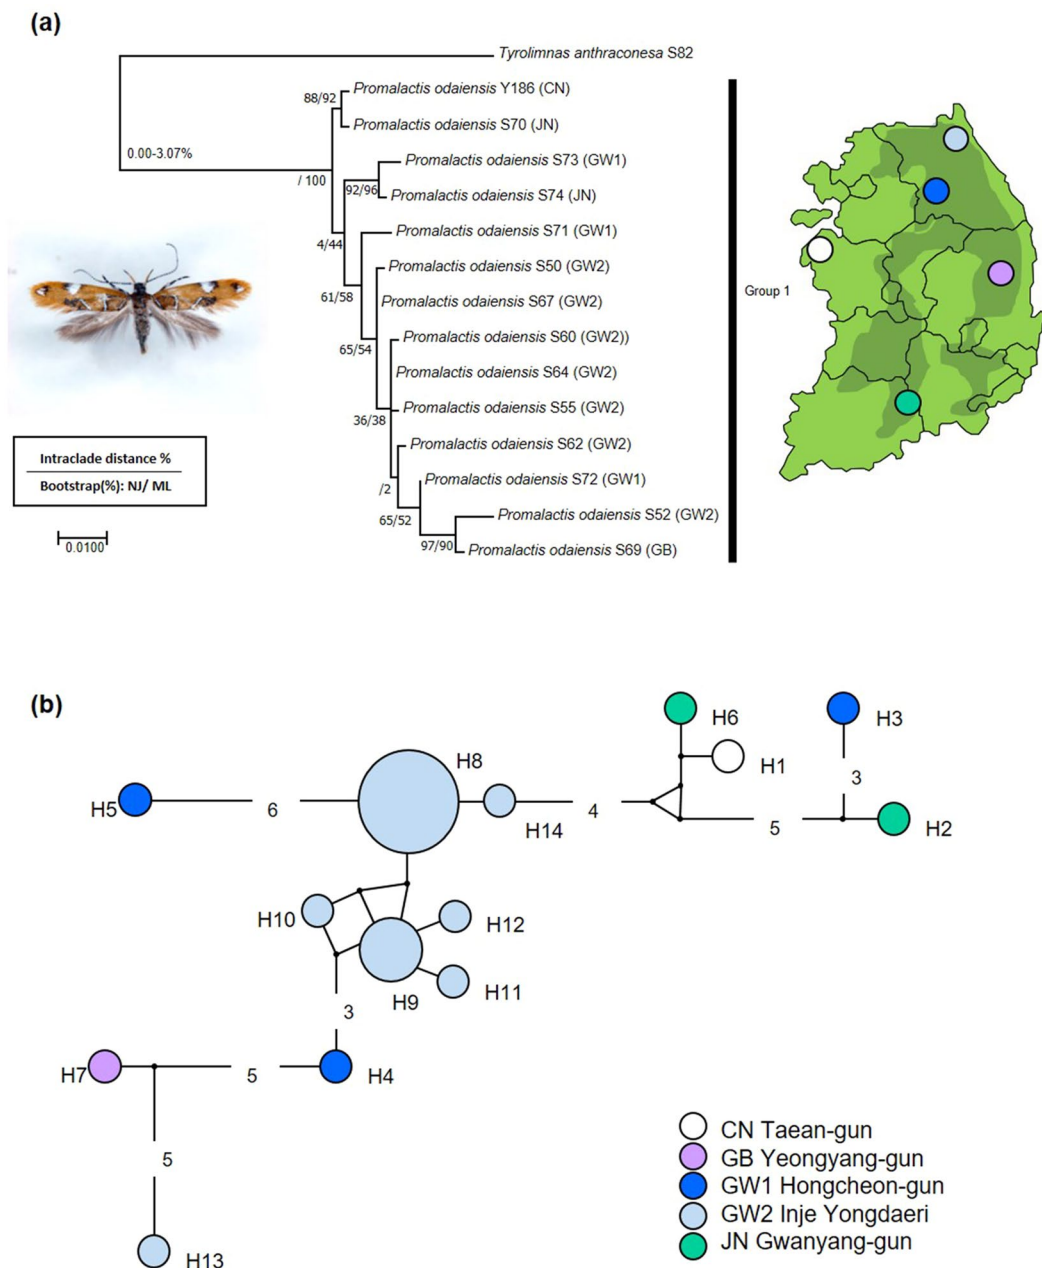 (a)
Tyrolimnas anthraconesa S82
Promalactis odaiensis Y186 (CN)
88/92
Promalactis odaiensis S70 (JN)
0.00-3.07%
/ 100
Promalactis odaiensis S73 (GW1)
92/96
Promalactis odaiensis S74 (JN)
4/44
Promalactis odaiensis S71 (GW1)
Promalactis odaiensis S50 (GW2)
61/58
Promalactis odaiensis S67 (GW2)
Promalactis odaiensis S60 (GW2))
65/54
Promalactis odaiensis S64 (GW2)
Promalactis odaiensis S55 (GW2)
36/38
Promalactis odaiensis S62 (GW2)
Promalactis odaiensis S72 (GW1)
/2
Promalactis odaiensis S52 (GW2)
65/52
97/90
Promalactis odaiensis S69 (GB)
Group 1
Intraclade distance %
Bootstrap(%): NJ/ ML
0.0100
(b)
H6
H3
H8
H1
3
H5
6
H14
4
5
H2
H10
H12
H9
H11
3
H7
5
H4
5
H13
CN Taean-gun
GB Yeongyang-gun
GW1 Hongcheon-gun
GW2 Inje Yongdaeri
JN Gwanyang-gun